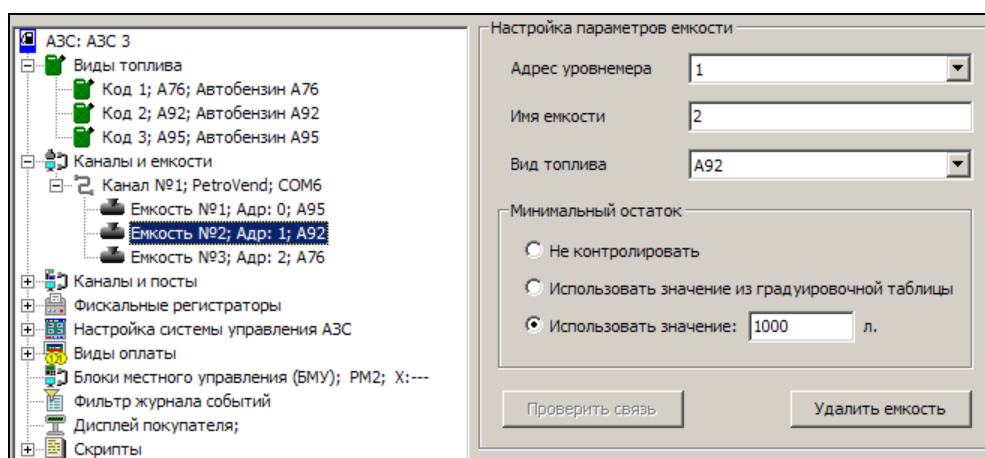 АЗС: АЗС 3
Виды топлива
Код 1; А76; Автобензин А76
Код 2; А92; Автобензин А92
Код 3; А95; Автобензин А95
Каналы и емкости
Канал №1; PetroVend; COM6
Емкость №1; Адр: 0; А95
Емкость №2; Адр: 1; А92
Емкость №3; Адр: 2; А76
Каналы и посты
Фискальные регистраторы
Настройка системы управления АЗС
Виды оплаты
Блоки местного управления (БМУ); РМ2; X:---
Фильтр журнала событий
Дисплей покупателя;
Скрипты
Настройка параметров емкости
Адрес уровнемера 1
Имя емкости 2
Вид топлива А92
Минимальный остаток
Не контролировать
Использовать значение из градуировочной таблицы
Использовать значение: 1000 л.
Проверить связь Удалить емкость